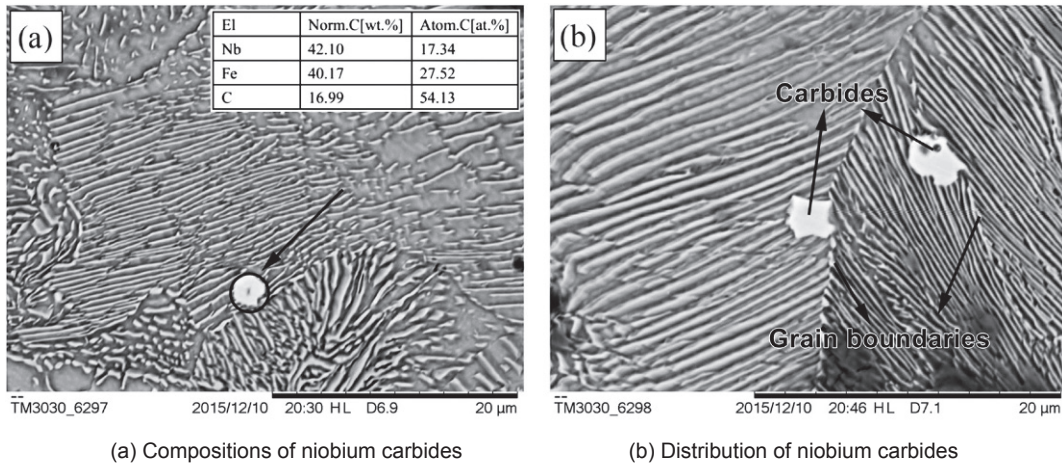 (a)
El Norm.C[wt.%] Atom.C[at.%]
Nb 42.10 17.34
Fe 40.17 27.52
C 16.99 54.13
TM3030_6297 2015/12/10 20:30 HL D6.9 20 µm
(b)
Carbides
Grain boundaries
TM3030_6298 2015/12/10 20:46 HL D7.1 20 µm
(a) Compositions of niobium carbides
(b) Distribution of niobium carbides